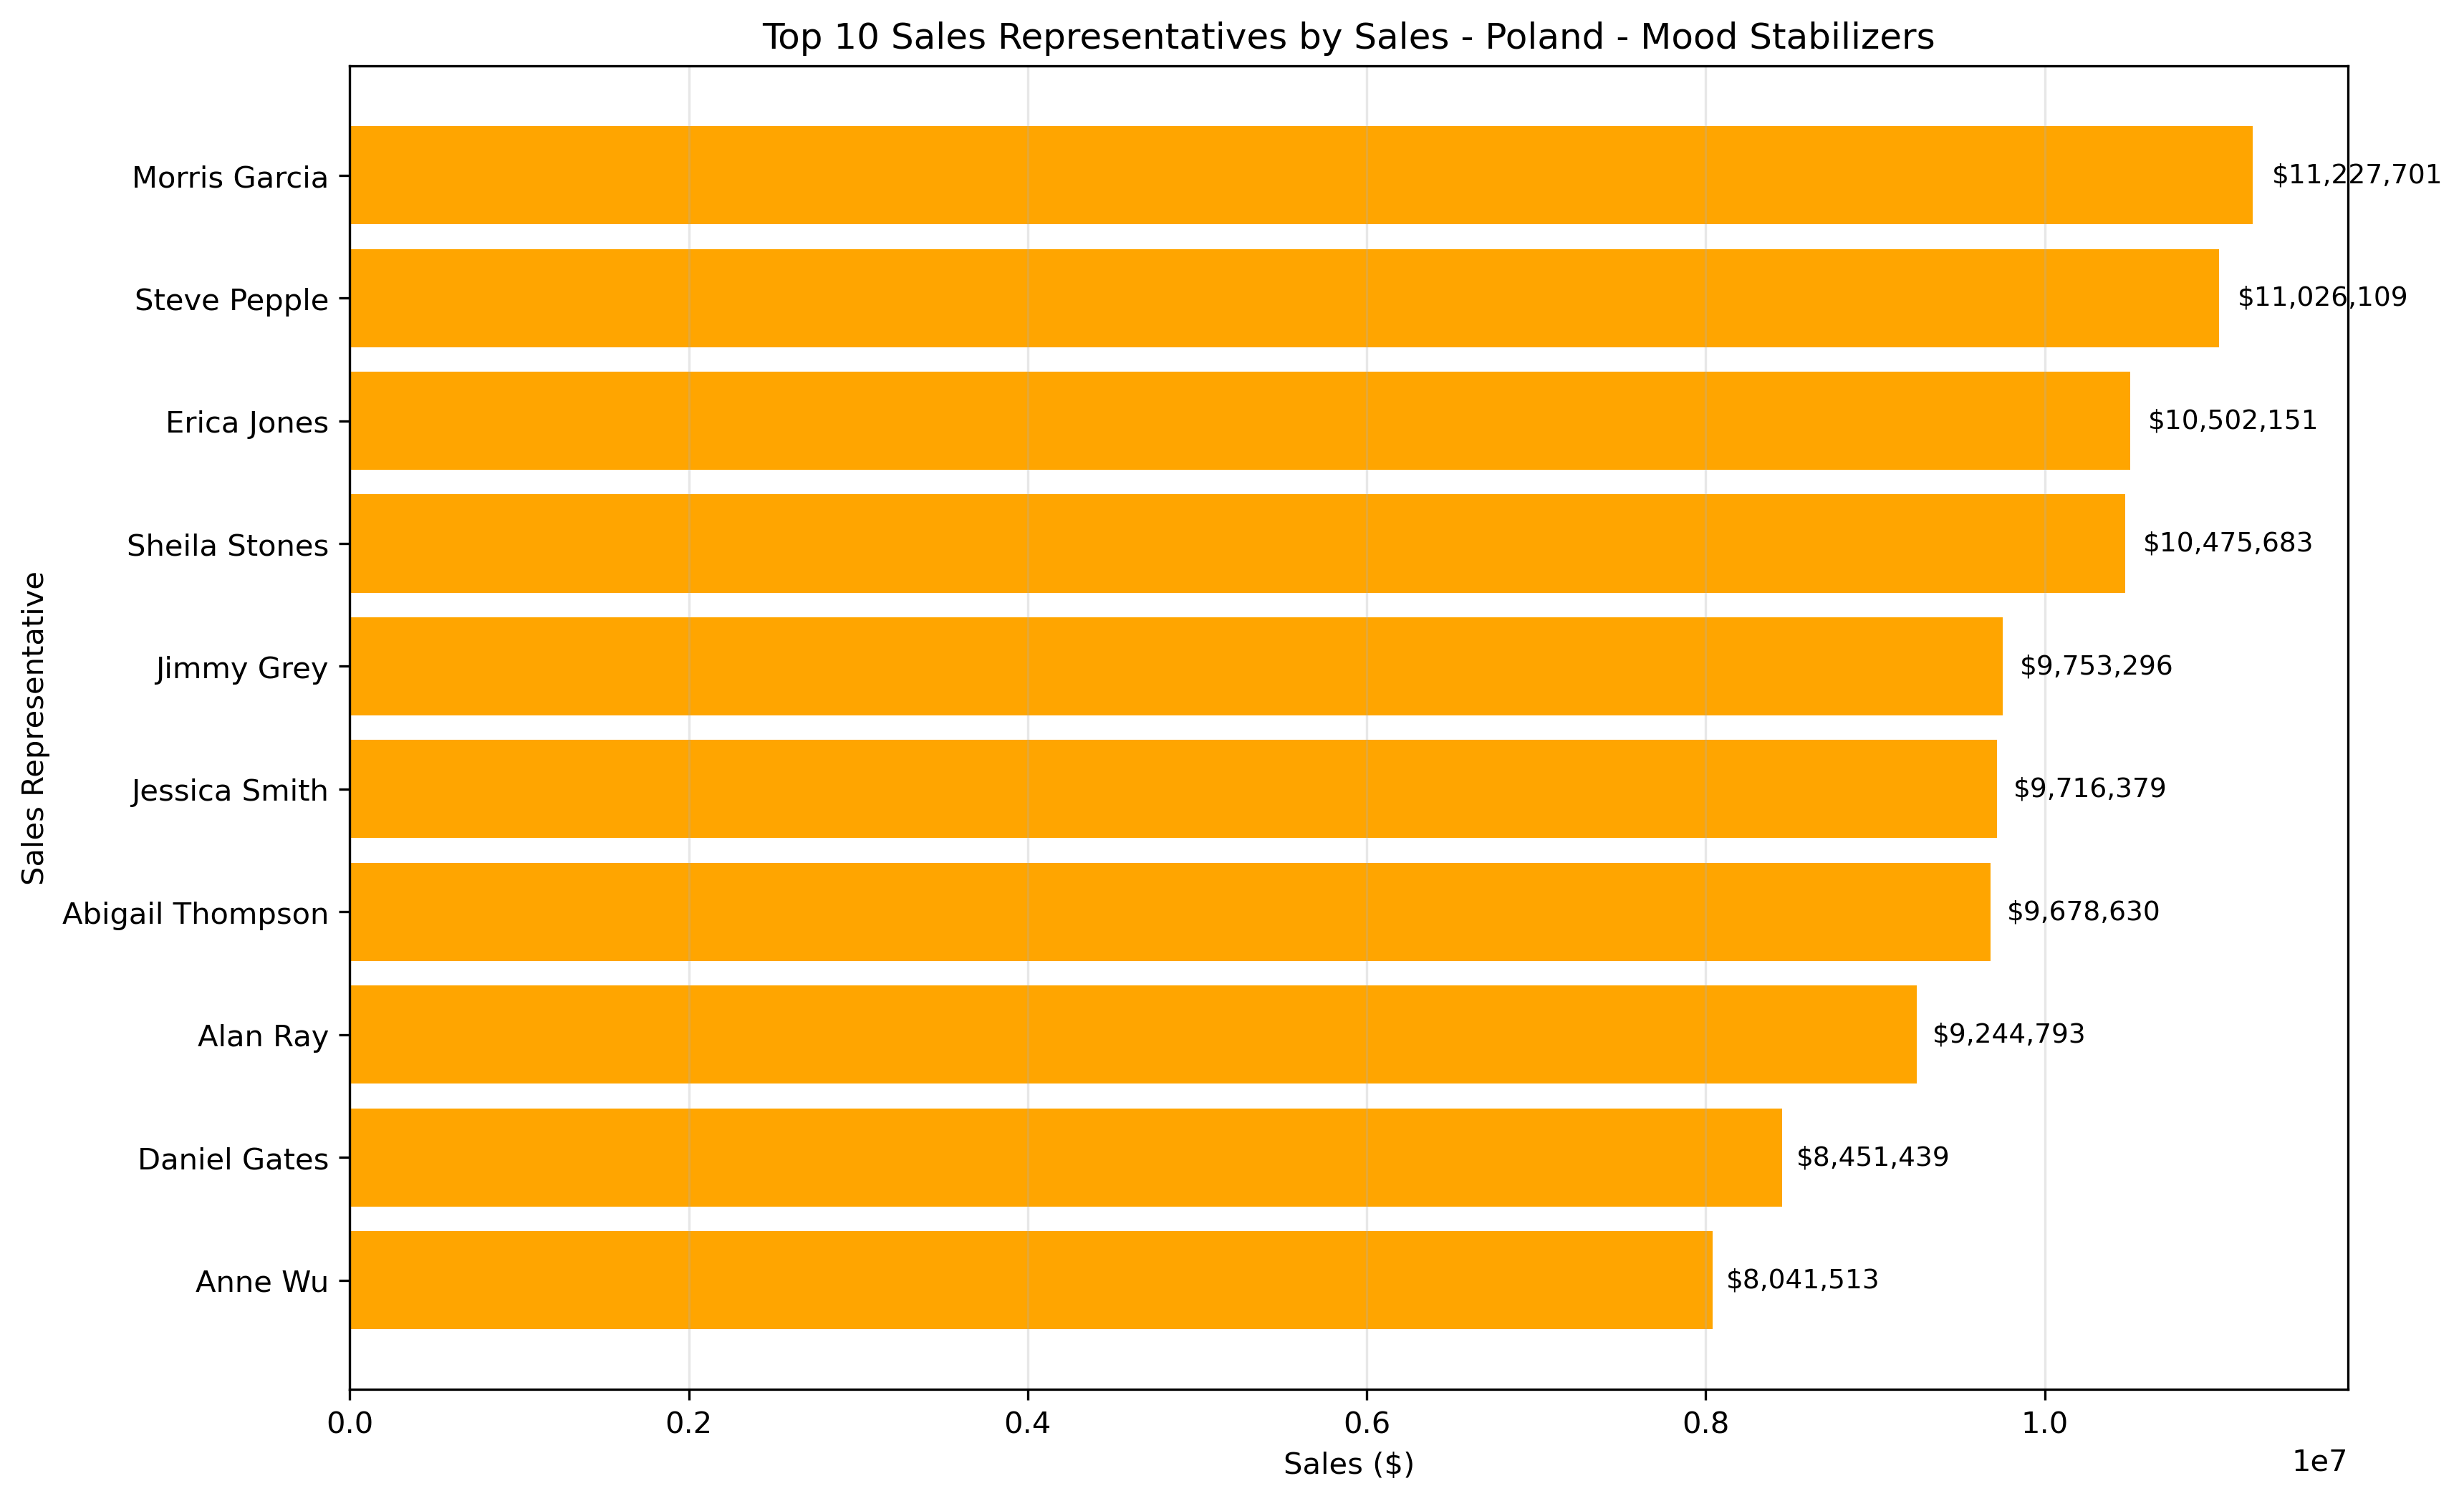 Top 10 Sales Representatives by Sales - Poland - Mood Stabilizers
Sales Representative
Morris Garcia $11,227,701
Steve Pepple $11,026,109
Erica Jones $10,502,151
Sheila Stones $10,475,683
Jimmy Grey $9,753,296
Jessica Smith $9,716,379
Abigail Thompson $9,678,630
Alan Ray $9,244,793
Daniel Gates $8,451,439
Anne Wu $8,041,513
0.0 0.2 0.4 0.6 0.8 1.0
Sales ($)
1e7